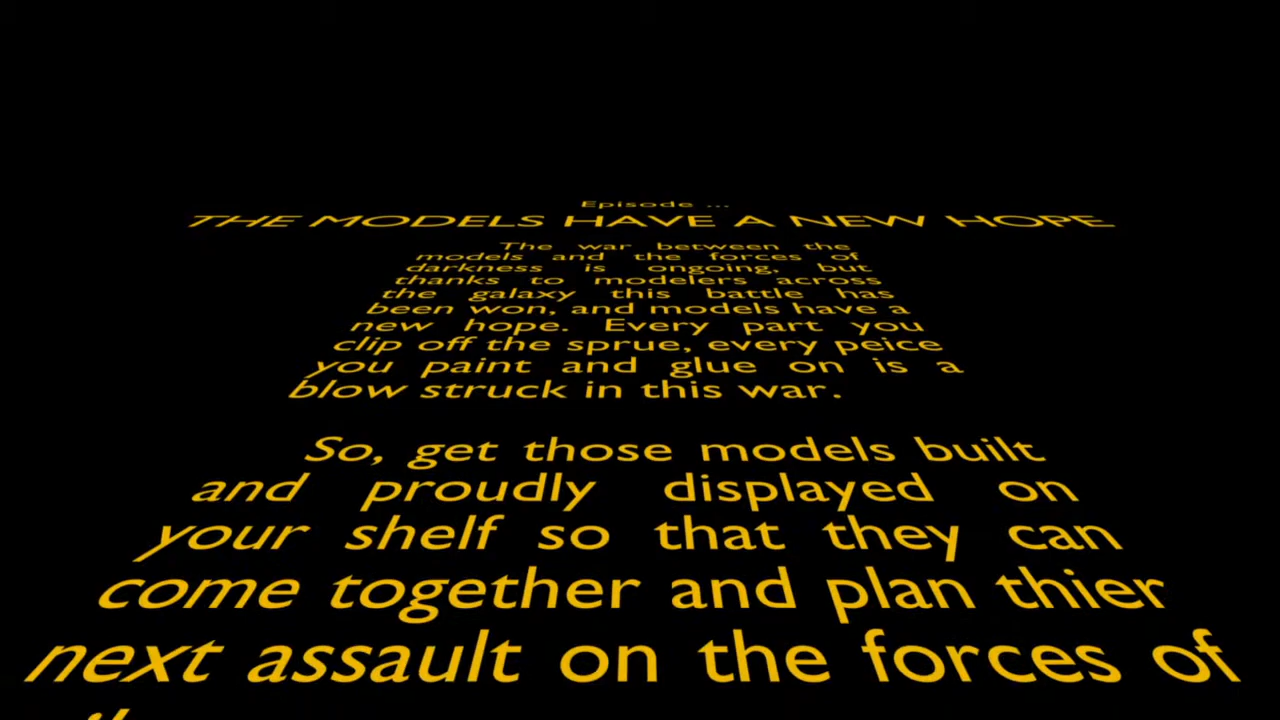 Episode ...
THE MODELS HAVE A NEW HOPE
The war between the
models and the forces of
darkness is ongoing, but
thanks to modelers across
the galaxy this battle has
been won, and models have a
new hope. Every part you
clip off the sprue, every peice
you paint and glue on is a
blow struck in this war.
So, get those models built
and proudly displayed on
your shelf so that they can
come together and plan thier
next assault on the forces of